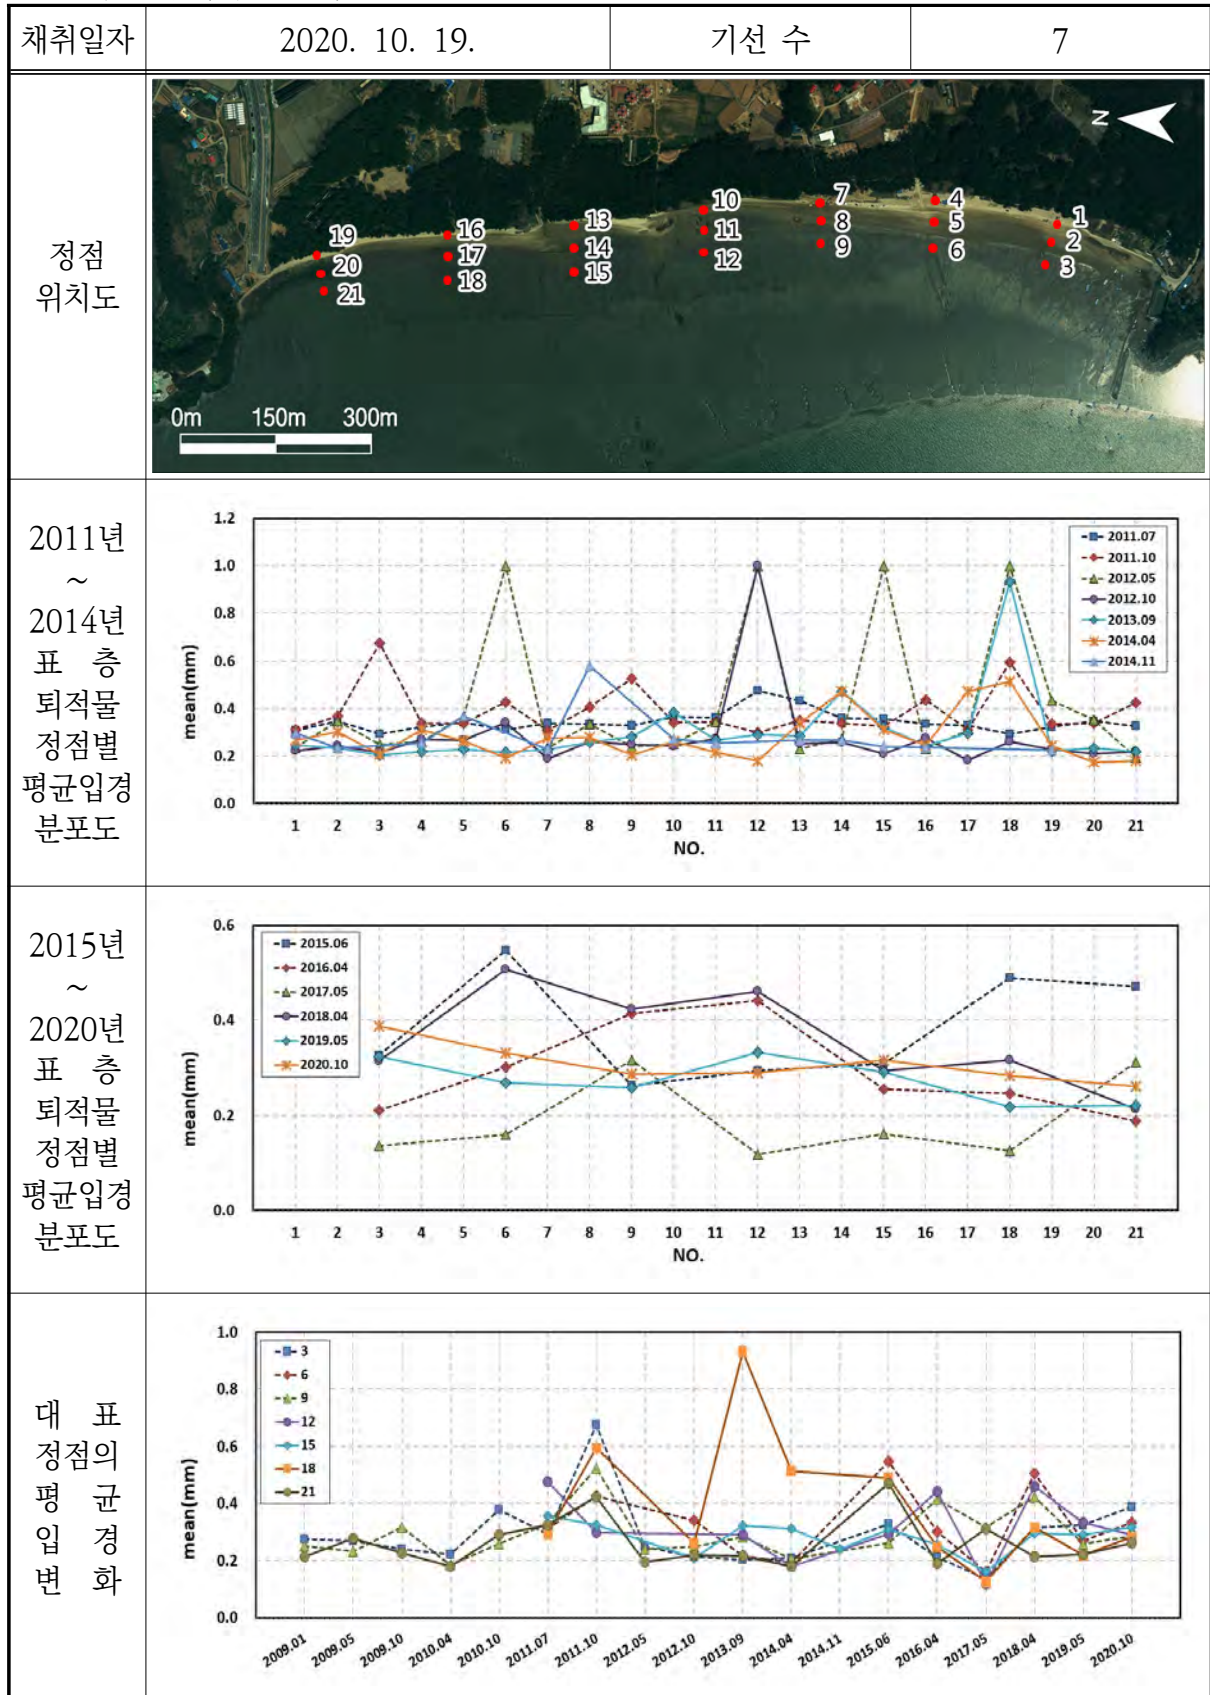 채취일자
2020. 10. 19.
기선 수
7
정점
위치도
N
1
2
3
4
5
6
7
8
9
10
11
12
13
14
15
16
17
18
19
20
21
0m 150m 300m
2011년
~
2014년
표 층
퇴적물
정점별
평균입경
분포도
mean(mm)
1.2
1.0
0.8
0.6
0.4
0.2
0.0
2011.07
2011.10
2012.05
2012.10
2013.09
2014.04
2014.11
1 2 3 4 5 6 7 8 9 10 11 12 13 14 15 16 17 18 19 20 21
NO.
2015년
~
2020년
표 층
퇴적물
정점별
평균입경
분포도
mean(mm)
0.6
0.4
0.2
0.0
2015.06
2016.04
2017.05
2018.04
2019.05
2020.10
1 2 3 4 5 6 7 8 9 10 11 12 13 14 15 16 17 18 19 20 21
NO.
대 표
정점의
평 균
입 경
변 화
mean(mm)
1.0
0.8
0.6
0.4
0.2
0.0
3
6
9
12
15
18
21
2009.01 2009.05 2009.10 2010.04 2010.10 2011.07 2011.10 2012.05 2012.10 2013.09 2014.04 2014.11 2015.06 2016.04 2017.05 2018.04 2019.05 2020.10